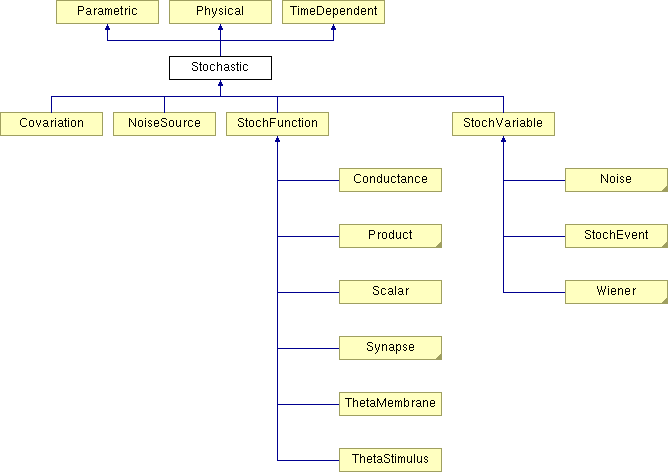 Parametric
Physical
TimeDependent
Stochastic
Covariation
NoiseSource
StochFunction
StochVariable
Conductance
Noise
Product
StochEvent
Scalar
Wiener
Synapse
ThetaMembrane
ThetaStimulus